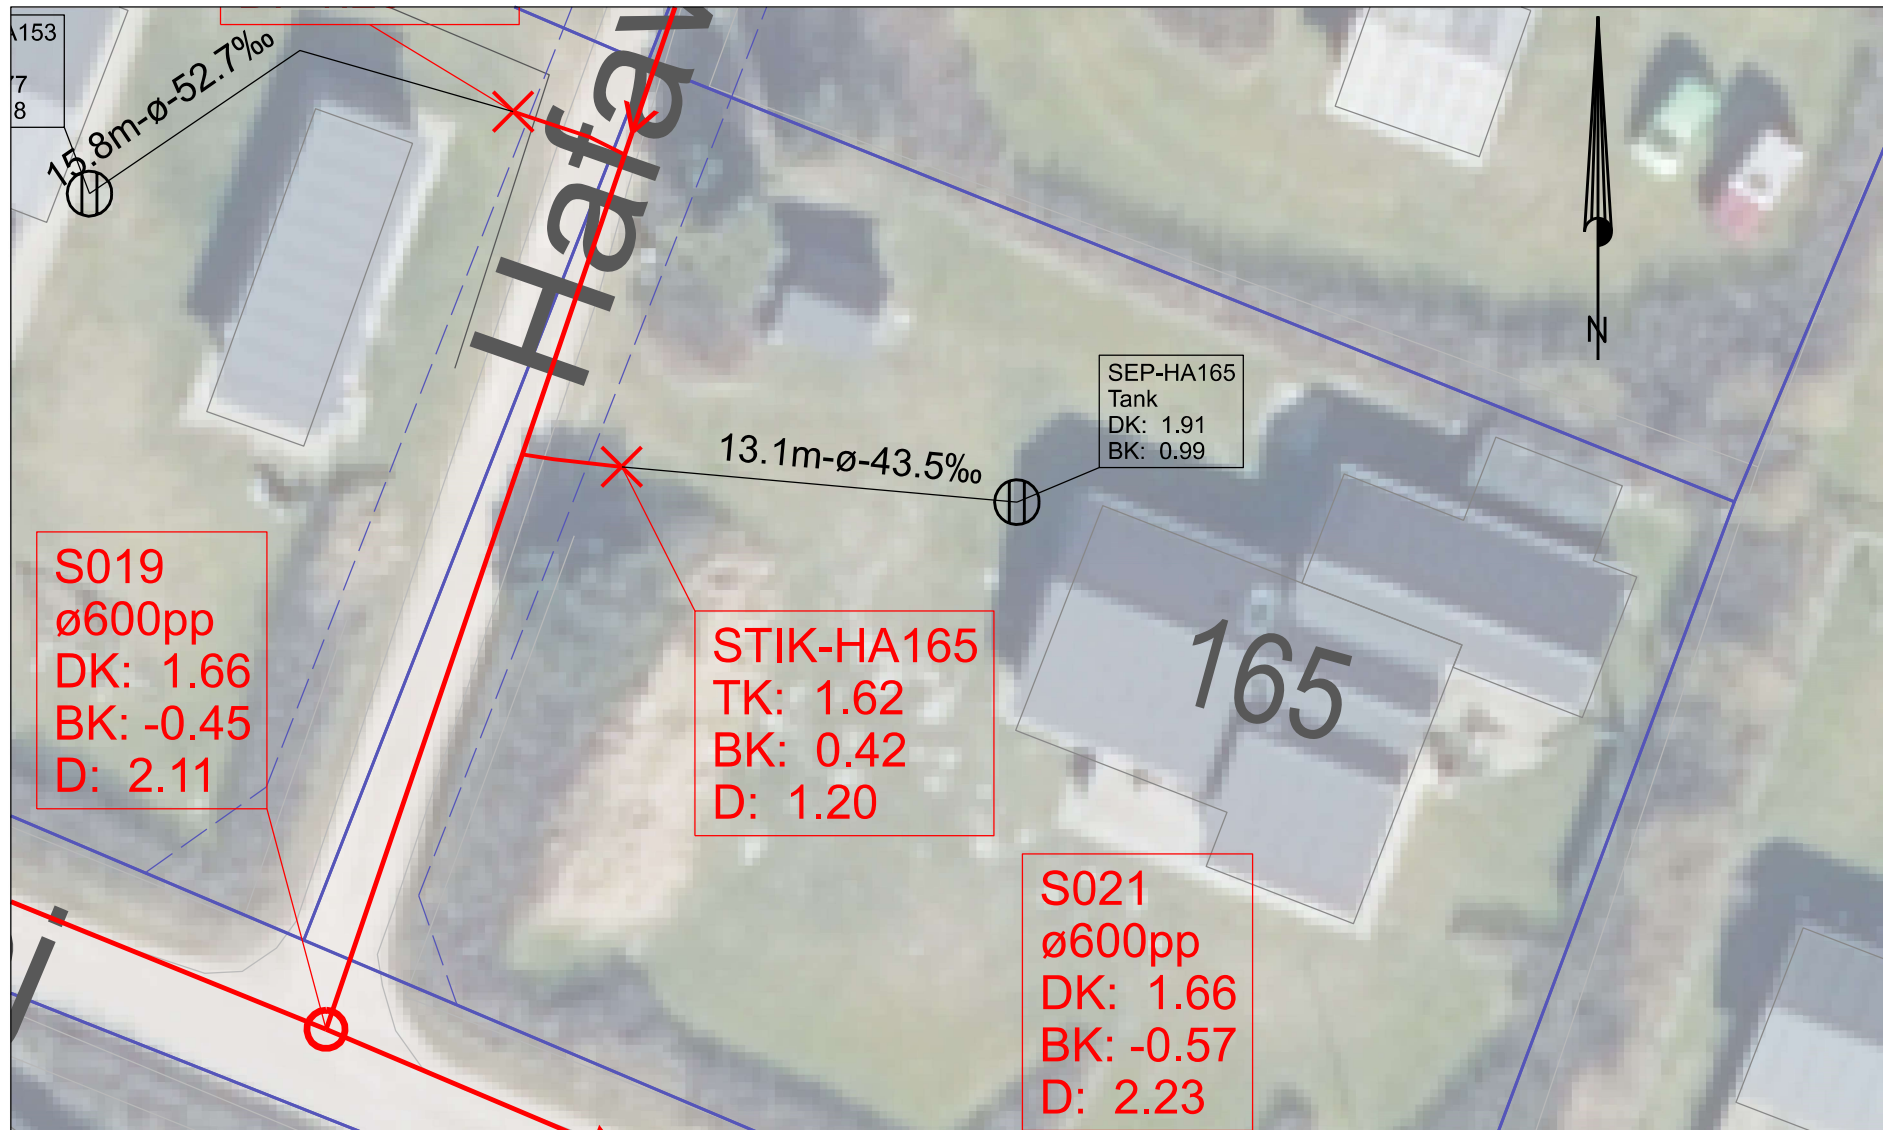 A153
77
8
15.8m-ø-52.7‰
Hafav
N
SEP-HA165
Tank
DK: 1.91
BK: 0.99
13.1m-ø-43.5‰
S019
ø600pp
DK: 1.66
BK: -0.45
D: 2.11
STIK-HA165
TK: 1.62
BK: 0.42
D: 1.20
165
S021
ø600pp
DK: 1.66
BK: -0.57
D: 2.23